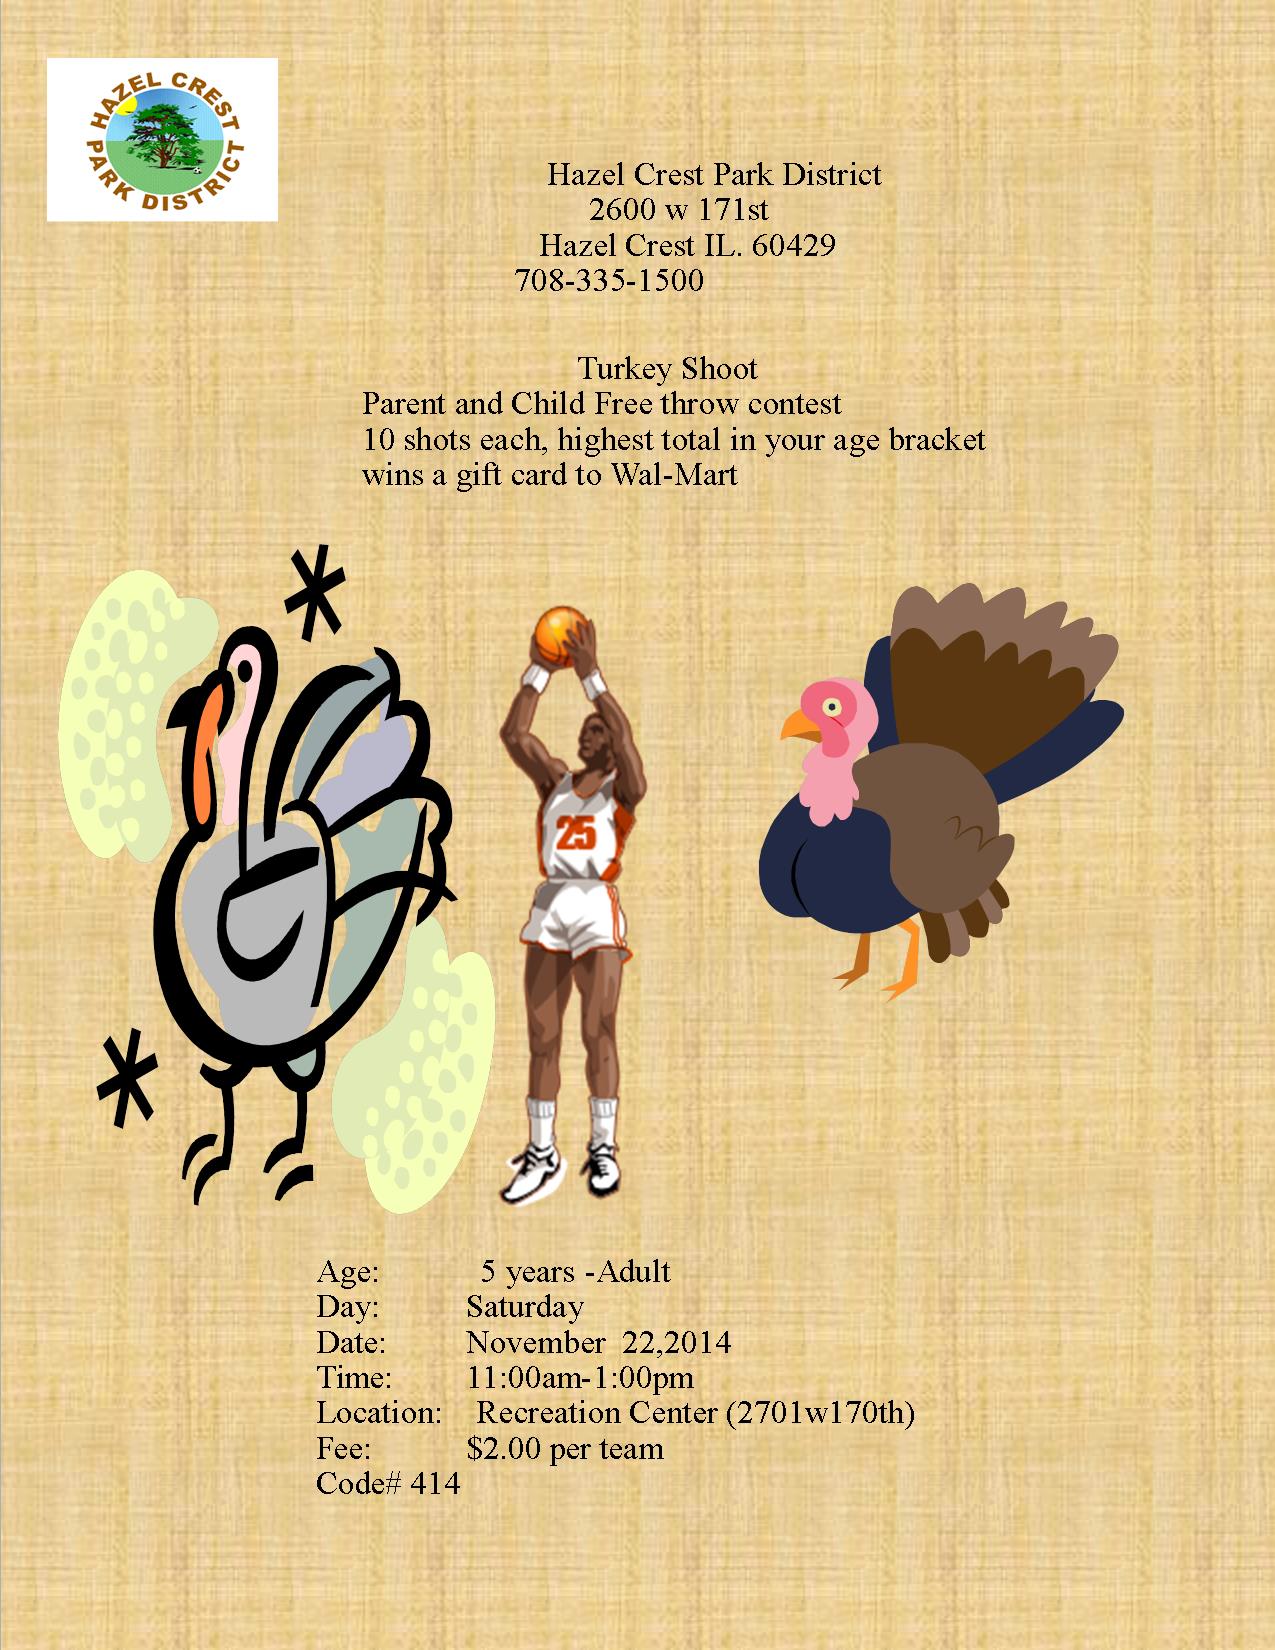 HAZEL CREST
PARK DISTRICT
Hazel Crest Park District
2600 w 171st
Hazel Crest IL. 60429
708-335-1500
Turkey Shoot
Parent and Child Free throw contest
10 shots each, highest total in your age bracket
wins a gift card to Wal-Mart
25
Age: 5 years -Adult
Day: Saturday
Date: November 22,2014
Time: 11:00am-1:00pm
Location: Recreation Center (2701w170th)
Fee: $2.00 per team
Code# 414